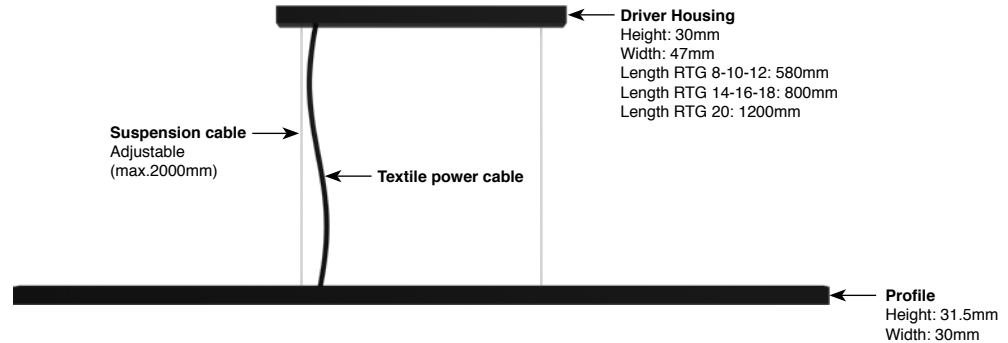 Driver Housing
Height: 30mm
Width: 47mm
Length RTG 8-10-12: 580mm
Length RTG 14-16-18: 800mm
Length RTG 20: 1200mm
Suspension cable
Adjustable
(max.2000mm)
Textile power cable
Profile
Height: 31.5mm
Width: 30mm